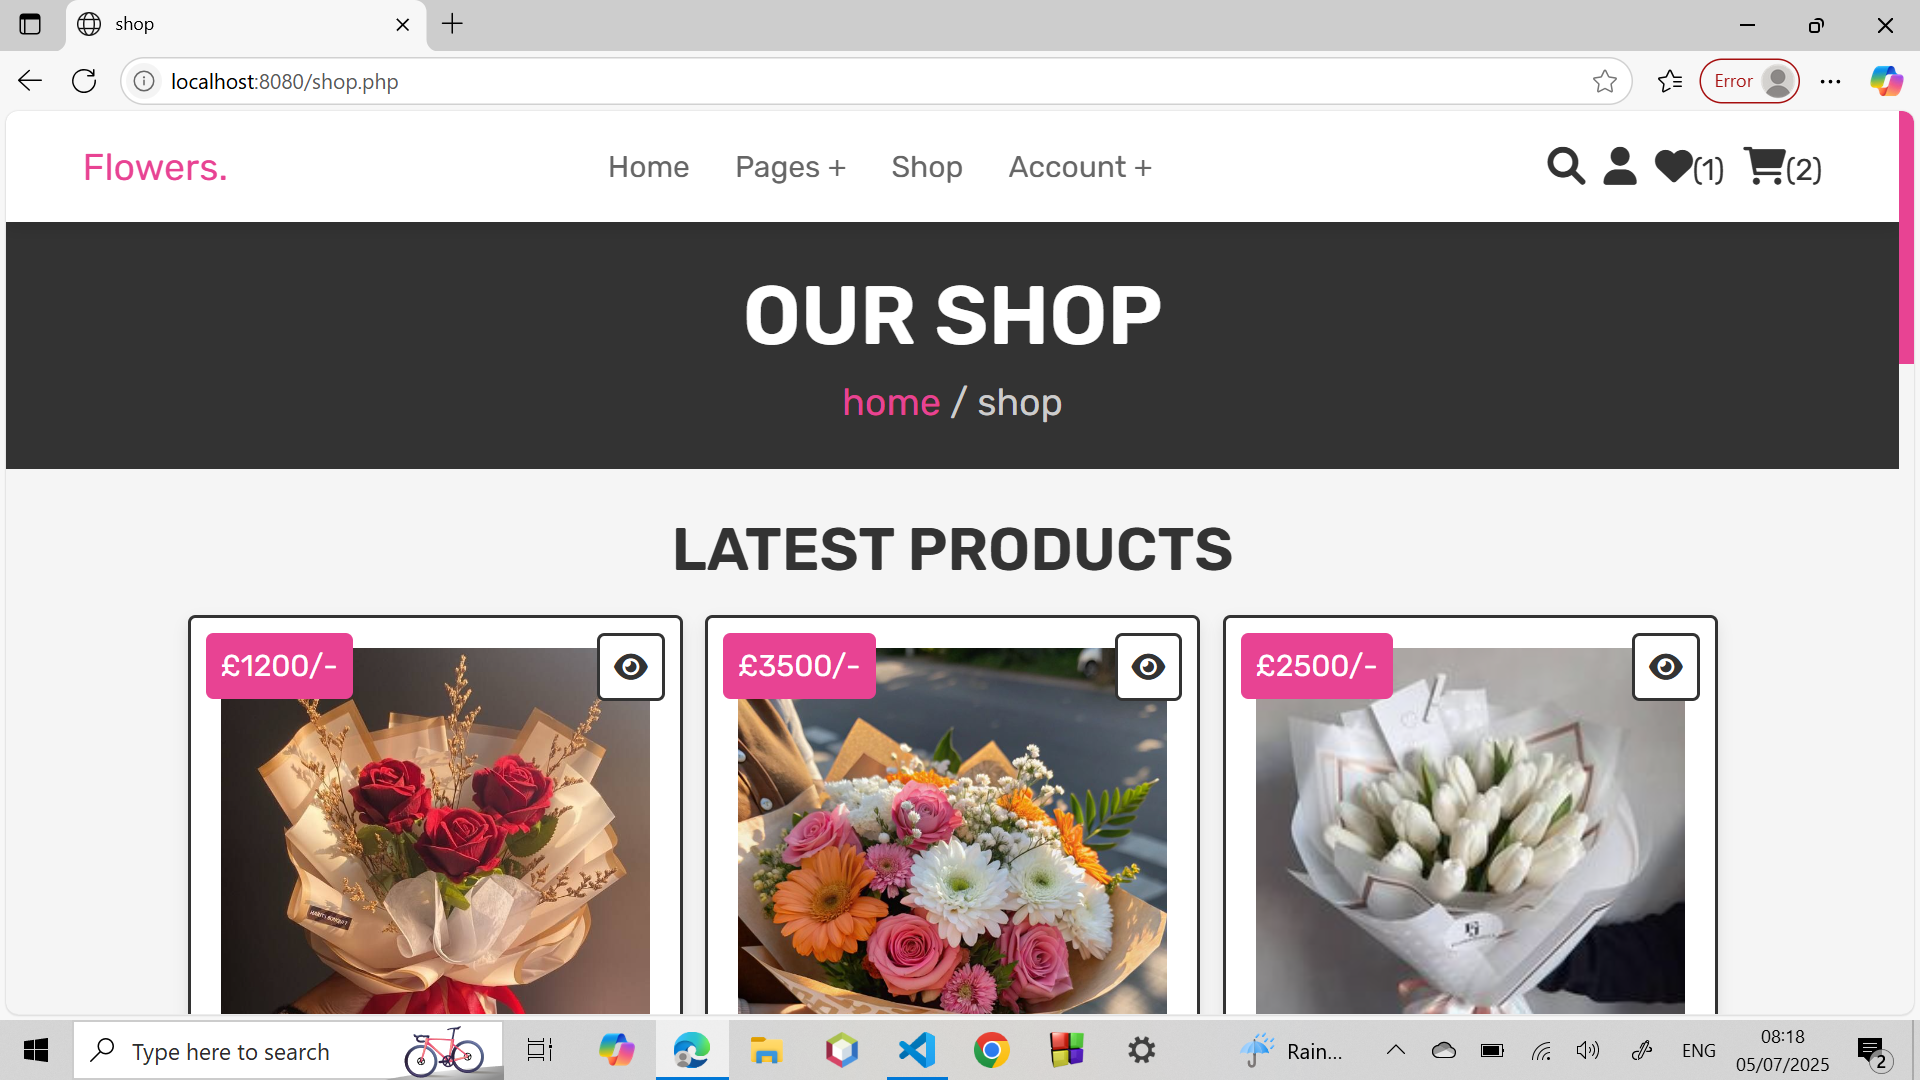 shop
localhost:8080/shop.php
Error
Flowers.
Home Pages + Shop Account +
(1) (2)
OUR SHOP
home / shop
LATEST PRODUCTS
£1200/- £3500/- £2500/-
Type here to search
Rain...
ENG
08:18
05/07/2025
2